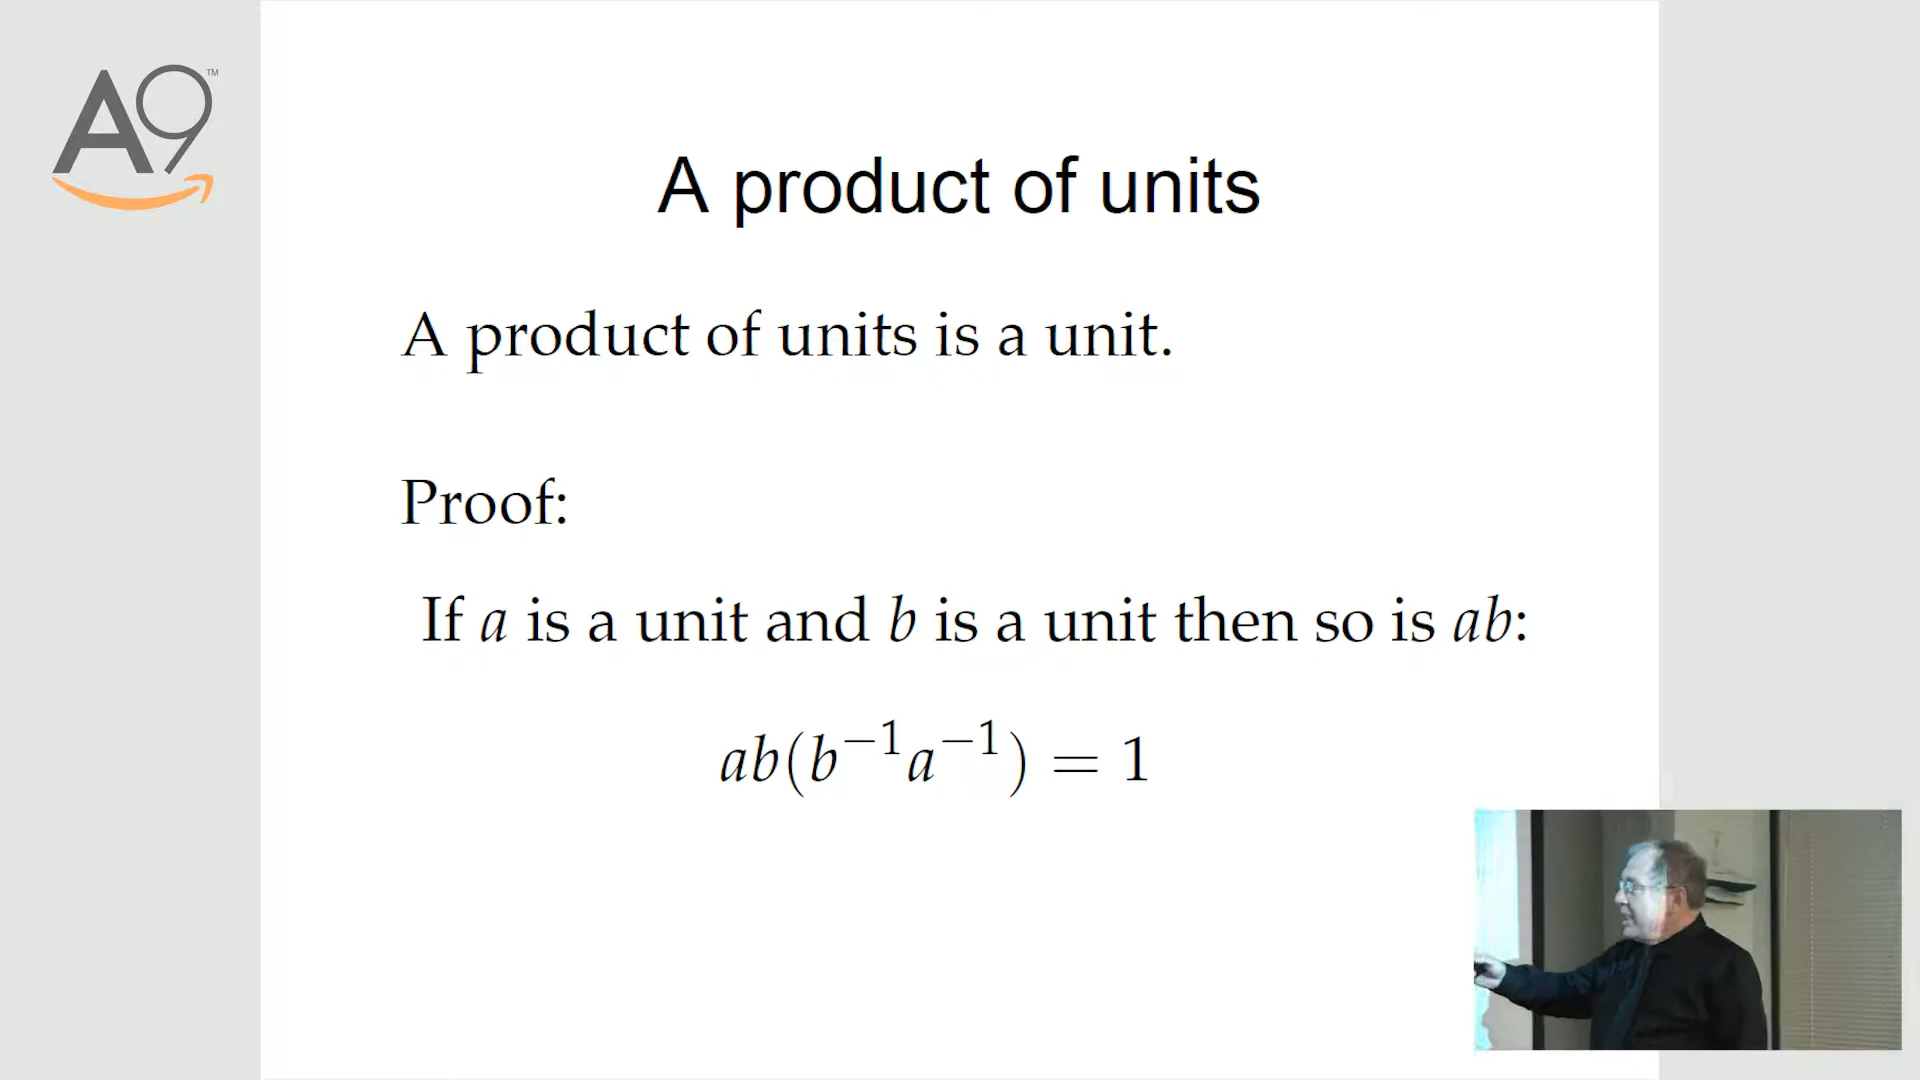 A9™
A product of units
A product of units is a unit.
Proof:
If a is a unit and b is a unit then so is ab:
ab(b⁻¹a⁻¹) = 1